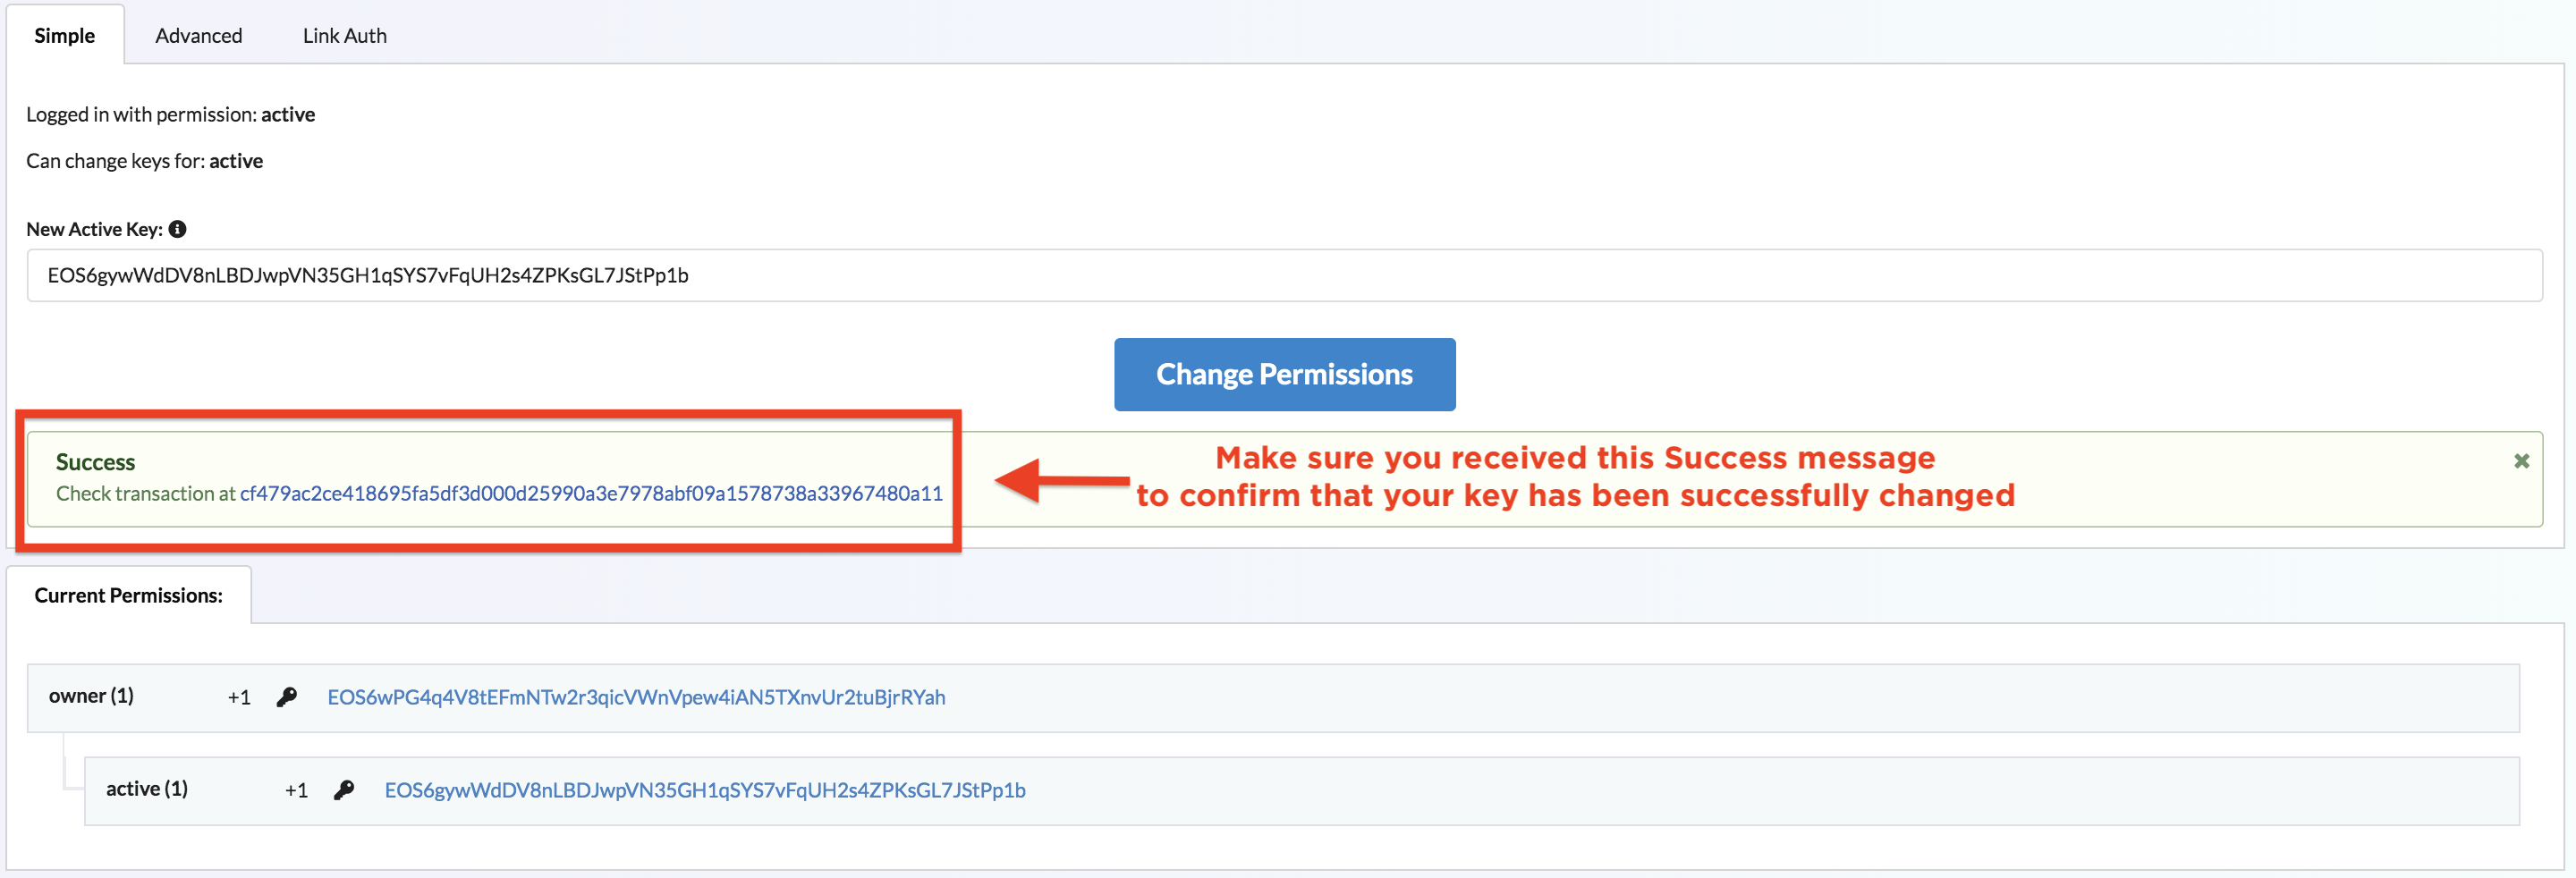 Simple Advanced Link Auth
Logged in with permission: active
Can change keys for: active
New Active Key:
EOS6gywWdDV8nLBDJwpVN35GH1qSYS7vFqUH2s4ZPKsGL7JStPp1b
Change Permissions
Success
Check transaction at cf479ac2ce418695fa5df3d000d25990a3e7978abf09a1578738a33967480a11
Make sure you received this Success message
to confirm that your key has been successfully changed
Current Permissions:
owner (1) +1 EOS6wPG4q4V8tEFmNTw2r3qicVWnVpew4iAN5TXnvUr2tuBjrRYah
active (1) +1 EOS6gywWdDV8nLBDJwpVN35GH1qSYS7vFqUH2s4ZPKsGL7JStPp1b